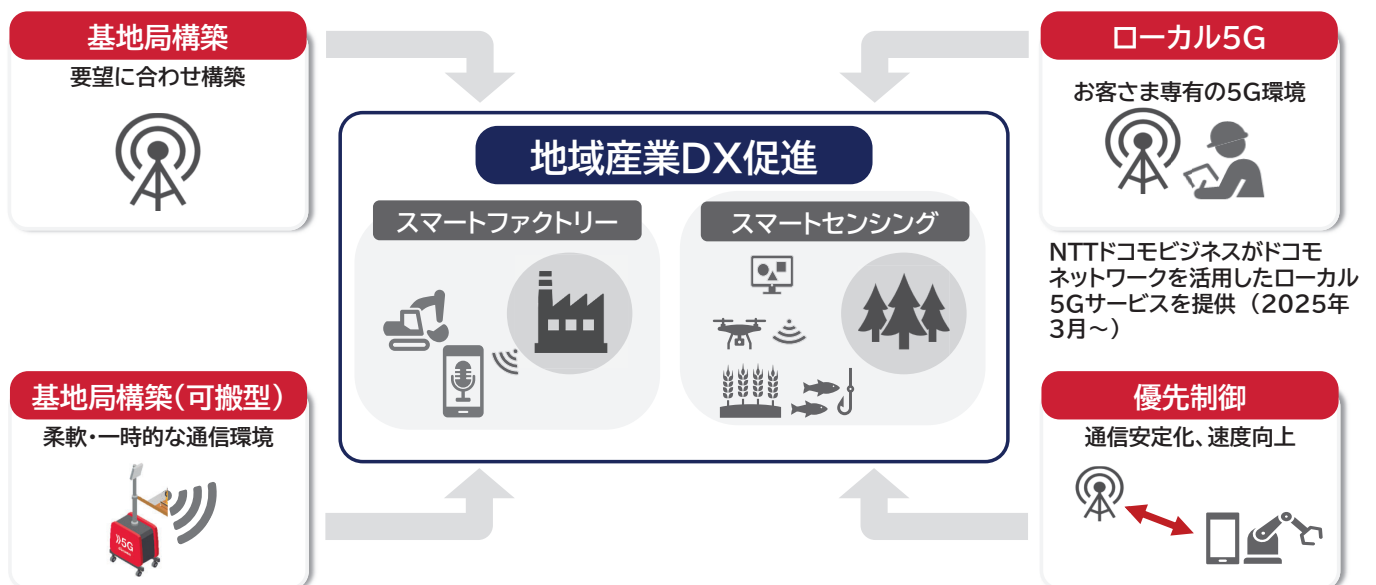 基地局構築
要望に合わせ構築
ローカル5G
お客さま専有の5G環境
NTTドコモビジネスがドコモ
ネットワークを活用したローカル
5Gサービスを提供（2025年
3月～）
地域産業DX促進
スマートファクトリー
スマートセンシング
基地局構築(可搬型)
柔軟・一時的な通信環境
5G
優先制御
通信安定化、速度向上